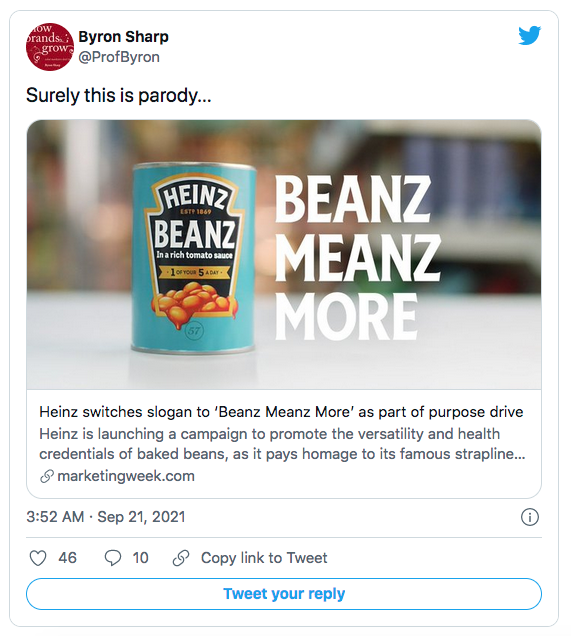 how
brands
grow
Byron Sharp
@ProfByron
Surely this is parody...
HEINZ
ESTD 1869
BEANZ
In a rich tomato sauce
1 OF YOUR 5 A DAY
57
BEANZ
MEANZ
MORE
Heinz switches slogan to ‘Beanz Meanz More’ as part of purpose drive
Heinz is launching a campaign to promote the versatility and health
credentials of baked beans, as it pays homage to its famous strapline...
marketingweek.com
3:52 AM · Sep 21, 2021
46 10 Copy link to Tweet
Tweet your reply